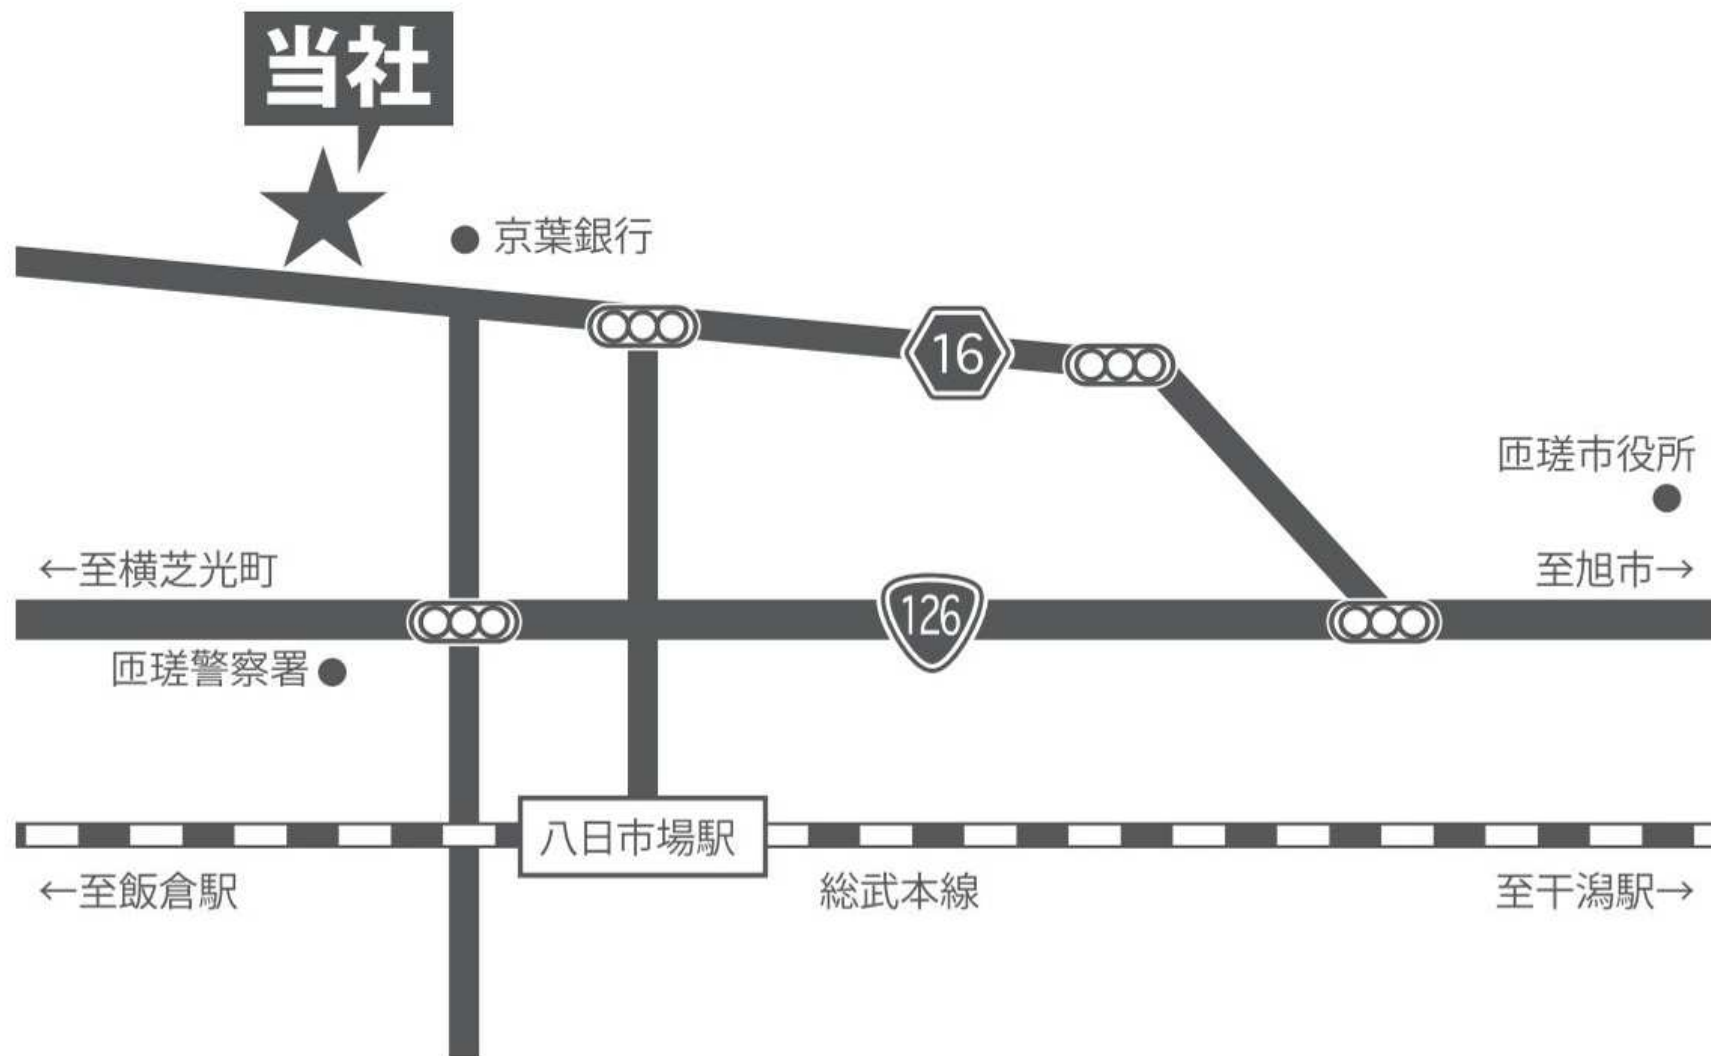 当社
京葉銀行
16
匝瑳市役所
←至横芝光町
至旭市→
126
匝瑳警察署
八日市場駅
←至飯倉駅
総武本線
至干潟駅→